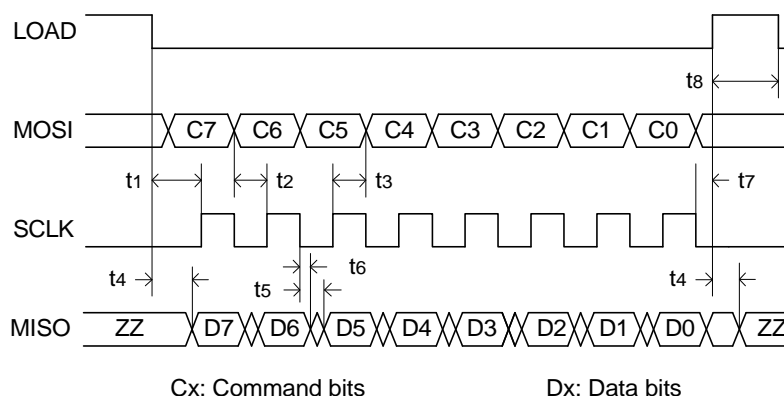 LOAD
t8
MOSI C7 C6 C5 C4 C3 C2 C1 C0
t1 t2 t3 t7
SCLK
t4 t5 t6 t4
MISO ZZ D7 D6 D5 D4 D3 D2 D1 D0 ZZ
Cx: Command bits Dx: Data bits